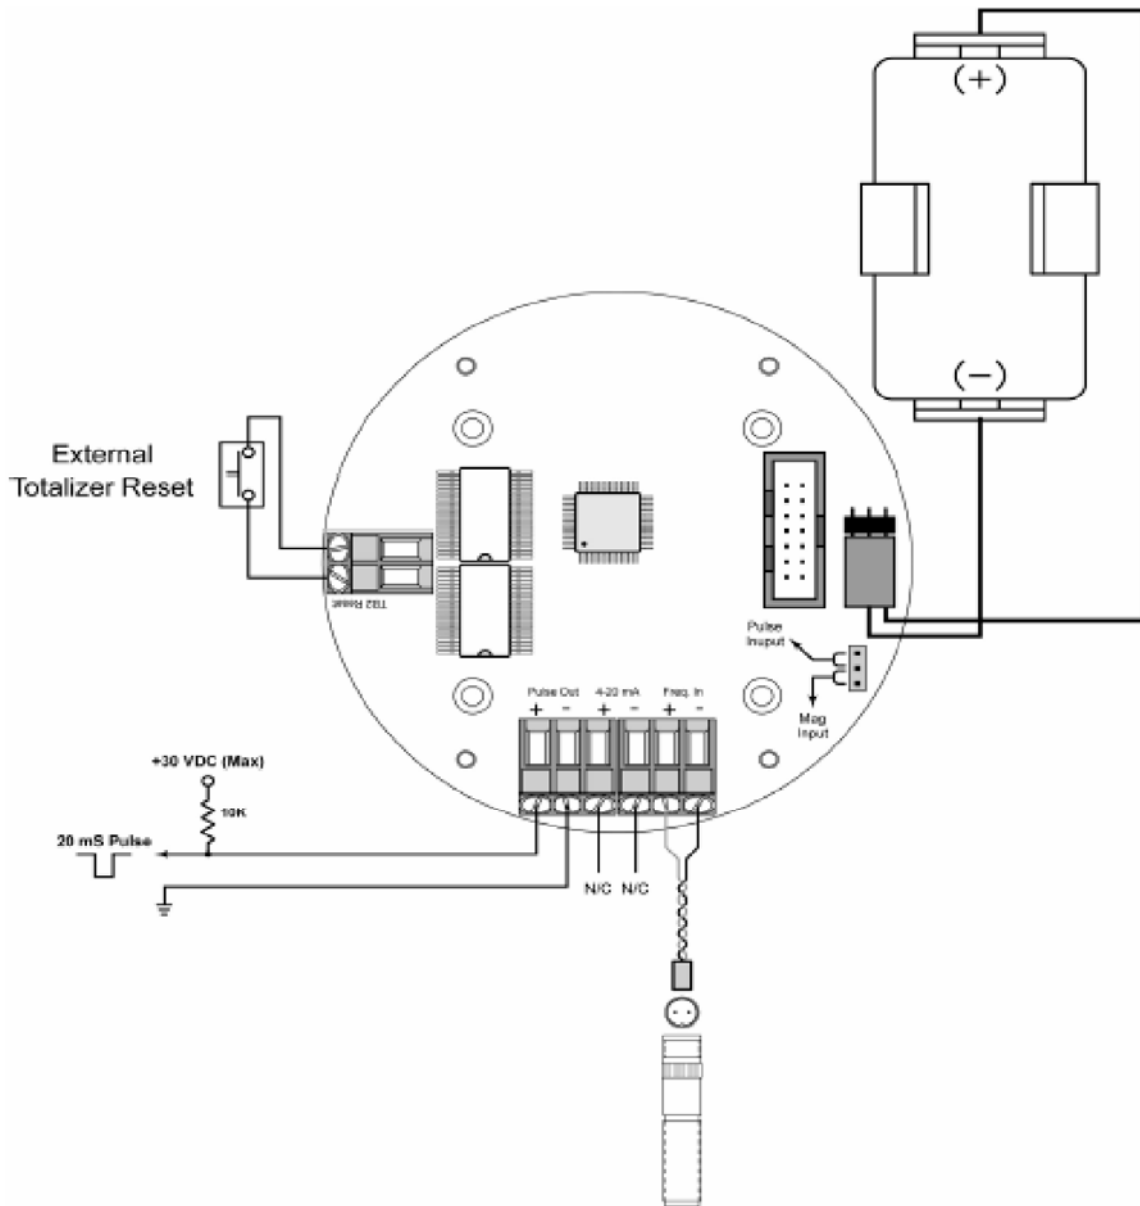 (+)
(−)
External
Totalizer Reset
TB2 Reset
Pulse
Inuput
Mag
Input
Pulse Out 4-20 mA Freq. In
+ − + − + −
+30 VDC (Max)
10K
20 mS Pulse
N/C N/C